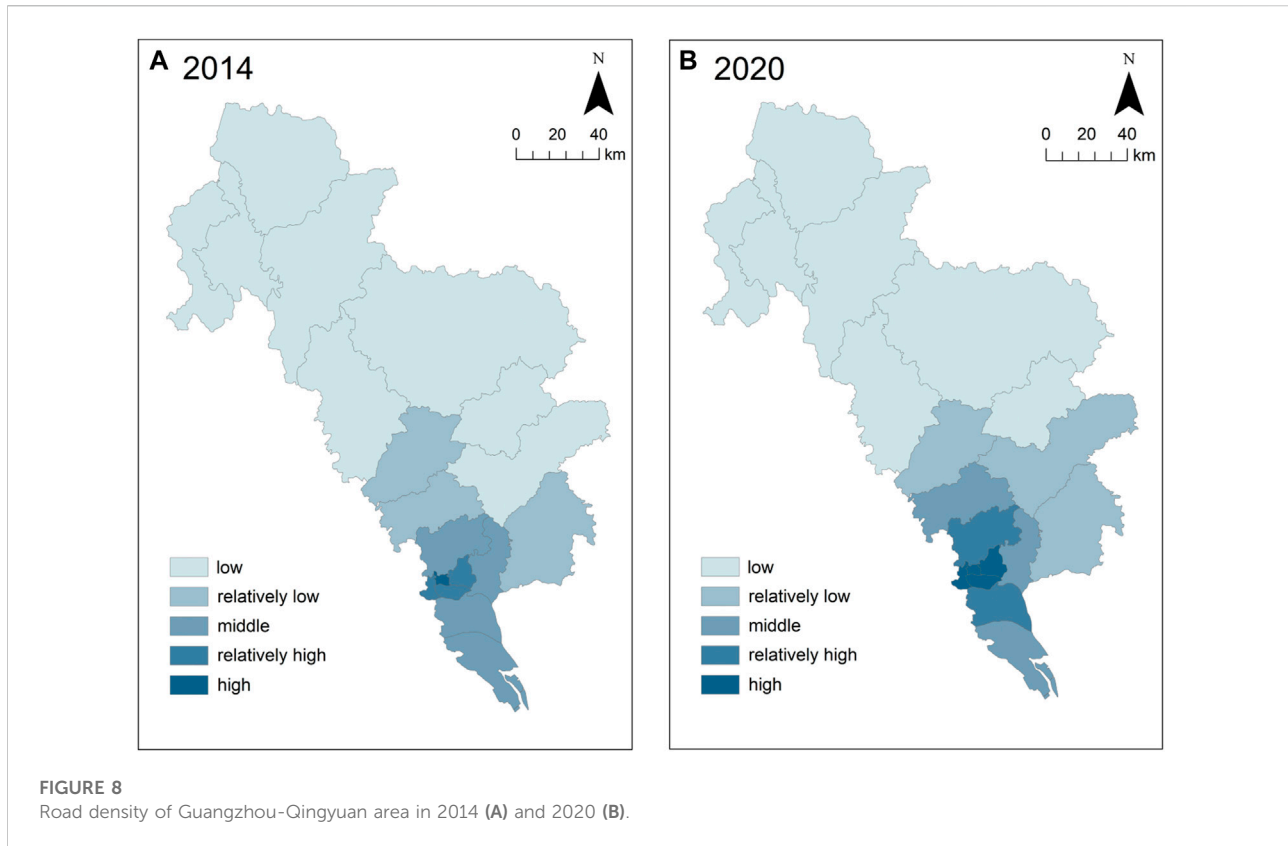 A 2014
N
0 20 40
km
low
relatively low
middle
relatively high
high
B 2020
N
0 20 40
km
low
relatively low
middle
relatively high
high
FIGURE 8
Road density of Guangzhou-Qingyuan area in 2014 (A) and 2020 (B).